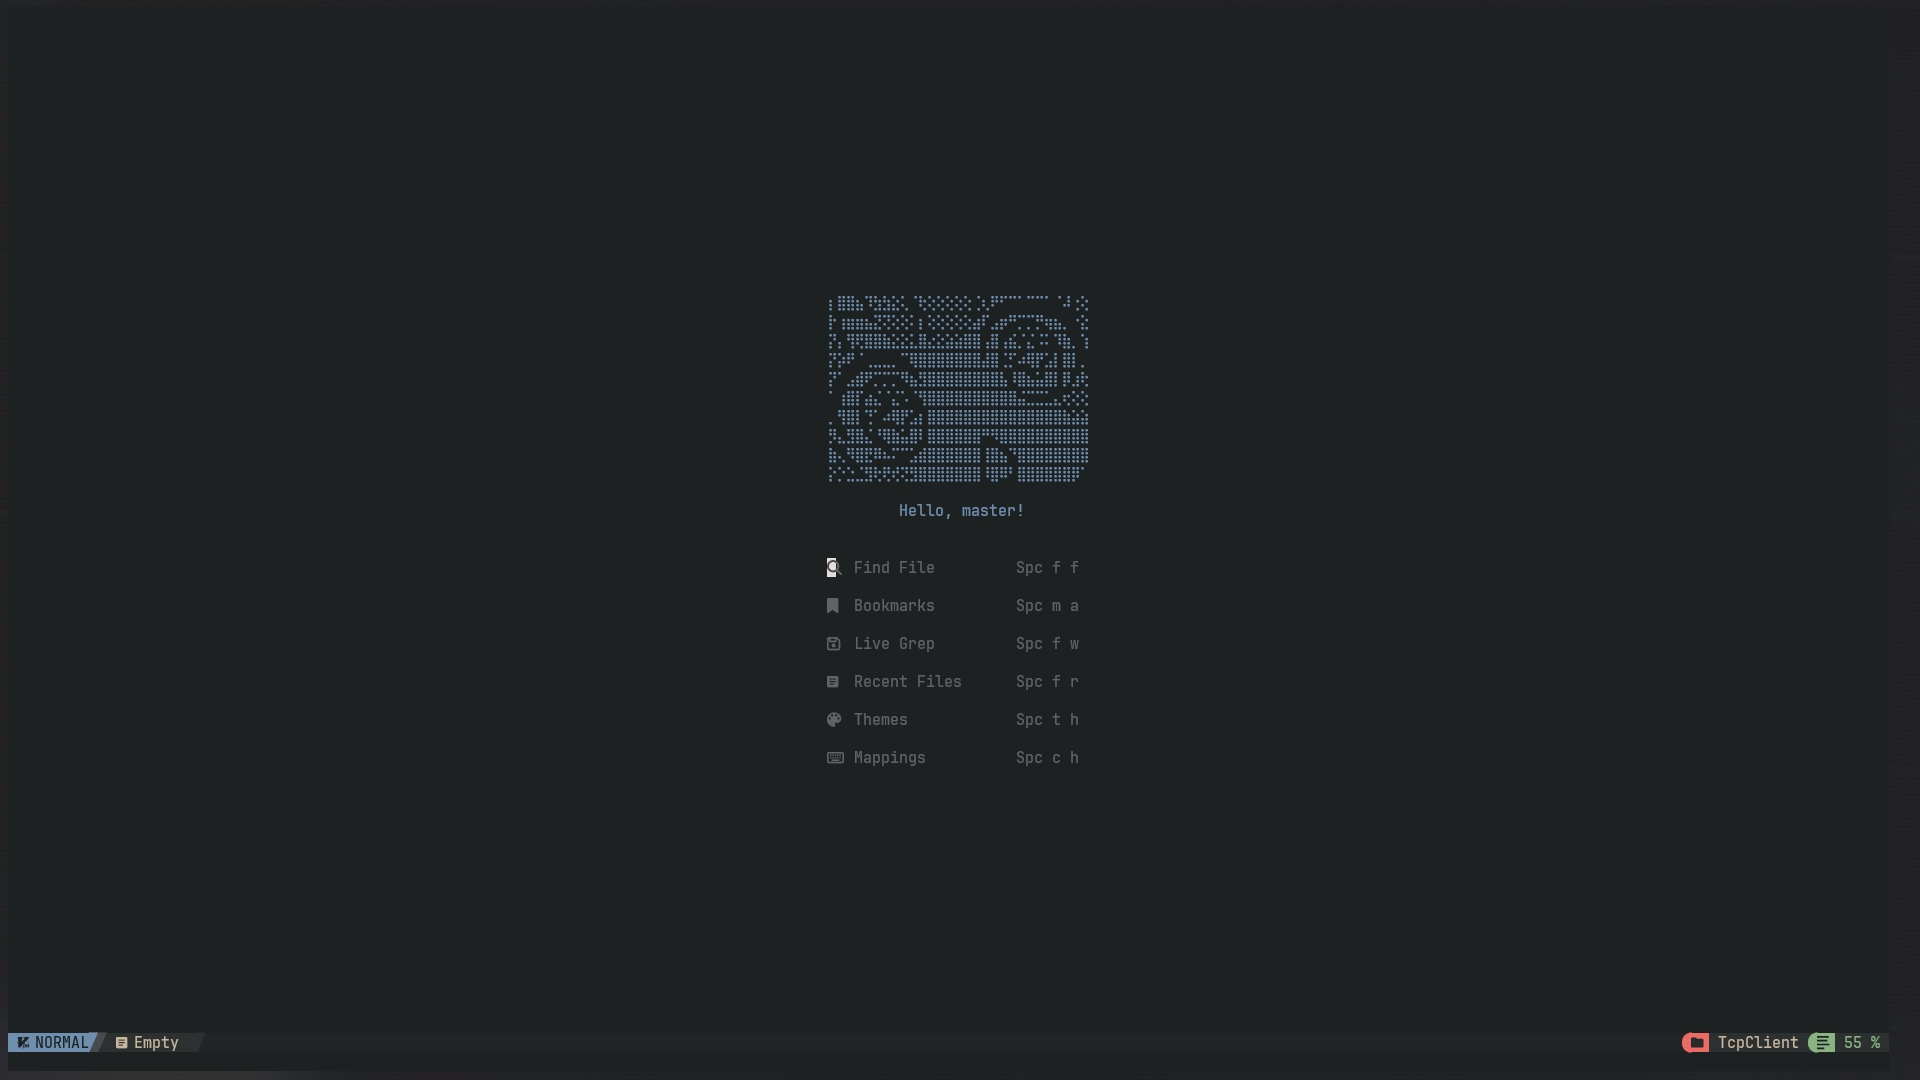 Hello, master!
Find File Spc f f
Bookmarks Spc m a
Live Grep Spc f w
Recent Files Spc f r
Themes Spc t h
Mappings Spc c h
NORMAL Empty TcpClient 55 %